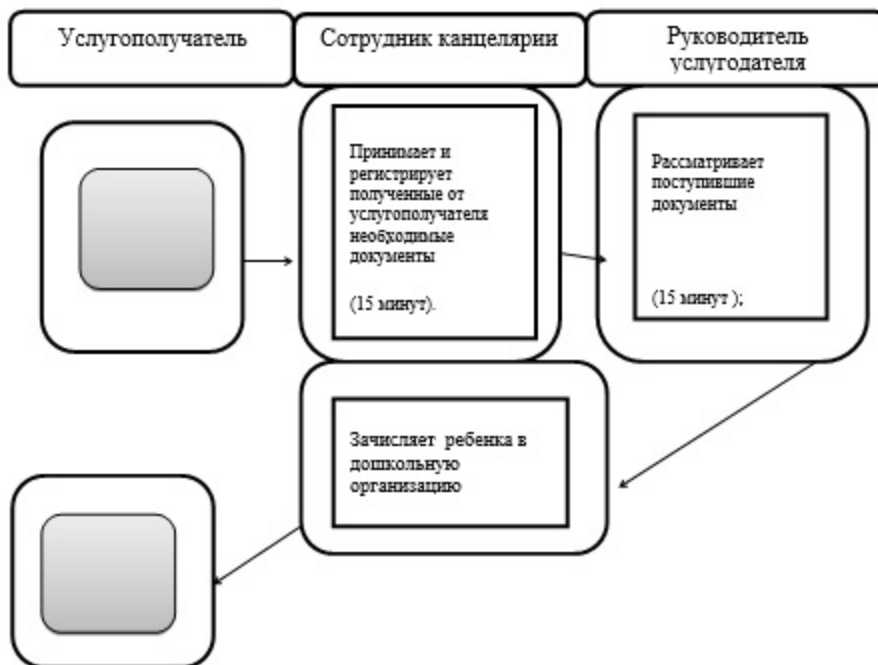 Услугополучатель
Сотрудник канцелярии
Руководитель
услугодателя
Принимает и
регистрирует
полученные от
услугополучателя
необходимые
документы
(15 минут).
Рассматривает
поступившие
документы
(15 минут );
Зачисляет ребенка в
дошкольную
организацию